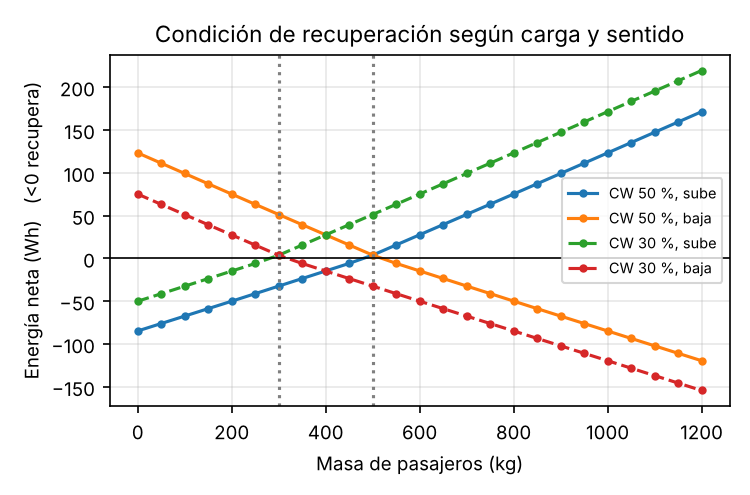 Condición de recuperación según carga y sentido
Energía neta (Wh)   (<0 recupera)
200
150
100
50
0
−50
−100
−150
CW 50 %, sube
CW 50 %, baja
CW 30 %, sube
CW 30 %, baja
0 200 400 600 800 1000 1200
Masa de pasajeros (kg)